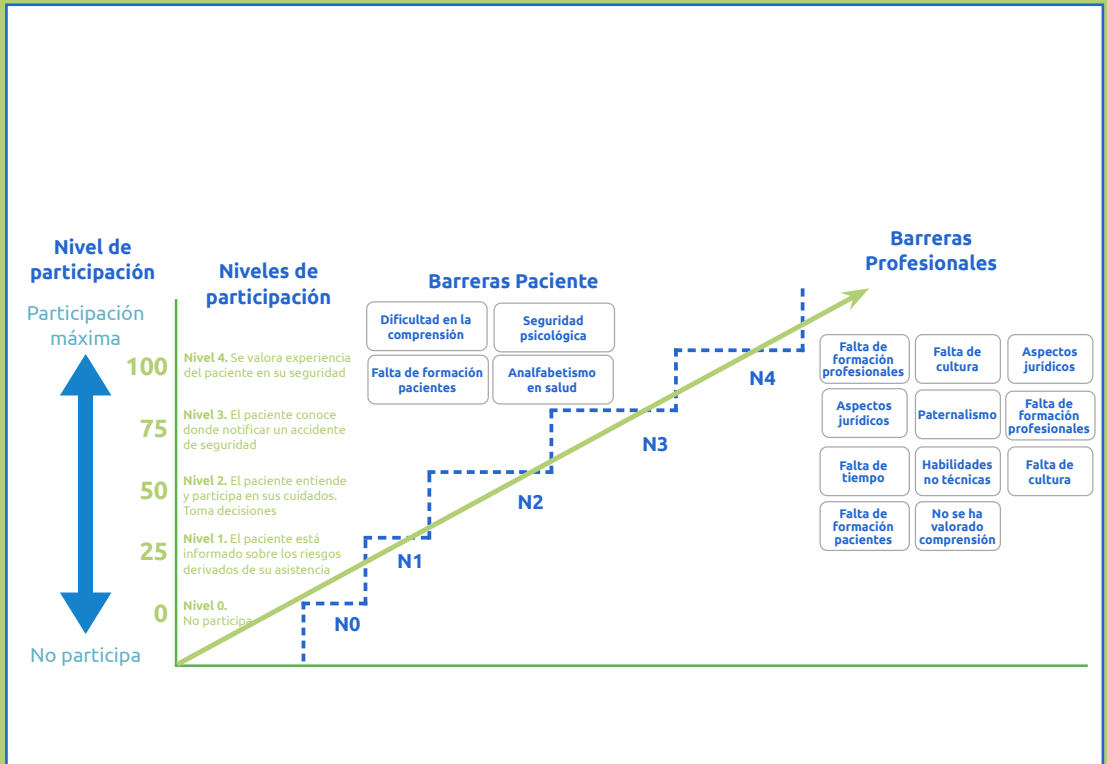 Nivel de
participación
Participación
máxima
No participa
100
75
50
25
0
Niveles de
participación
Nivel 4. Se valora experiencia
del paciente en su seguridad
Nivel 3. El paciente conoce
donde notificar un accidente
de seguridad
Nivel 2. El paciente entiende
y participa en sus cuidados.
Toma decisiones
Nivel 1. El paciente está
informado sobre los riesgos
derivados de su asistencia
Nivel 0.
No participa
Barreras Paciente
Dificultad en la
comprensión
Seguridad
psicológica
Falta de formación
pacientes
Analfabetismo
en salud
N0
N1
N2
N3
N4
Barreras
Profesionales
Falta de
formación
profesionales
Falta de
cultura
Aspectos
jurídicos
Aspectos
jurídicos
Paternalismo
Falta de
formación
profesionales
Falta de
tiempo
Habilidades
no técnicas
Falta de
cultura
Falta de
formación
pacientes
No se ha
valorado
comprensión